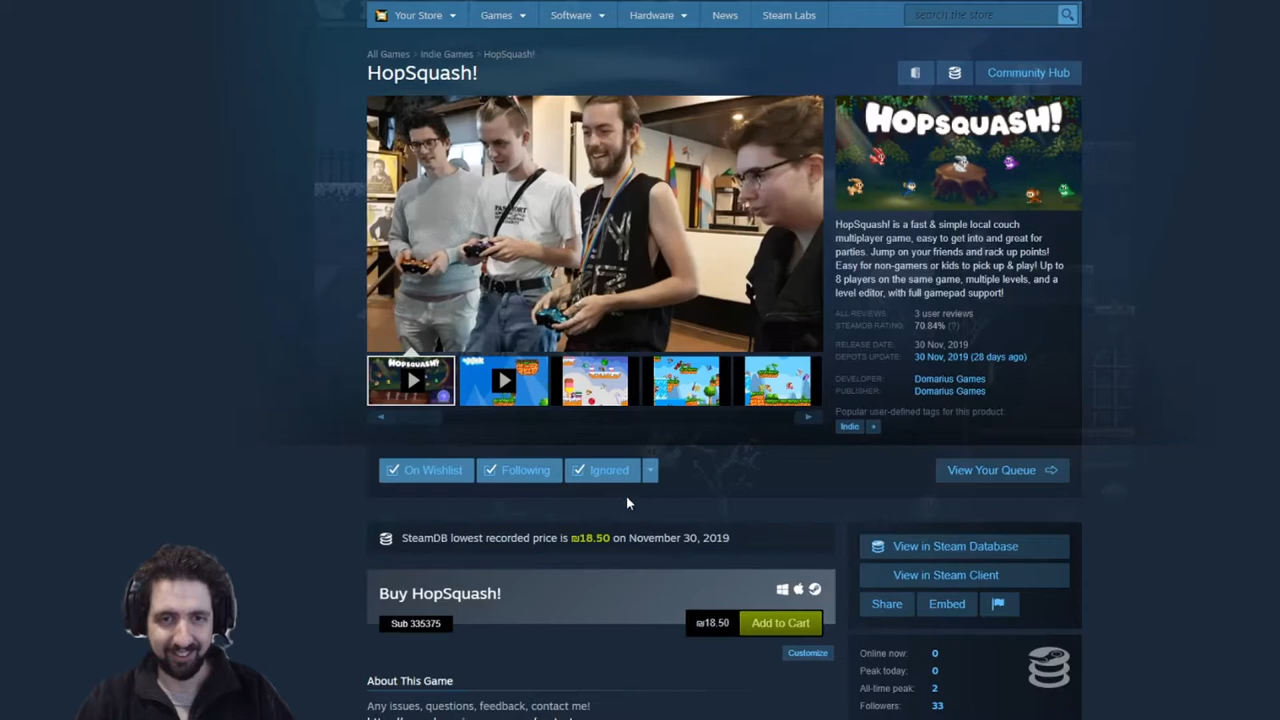 Your Store
Games
Software
Hardware
News
Steam Labs
search the store
All Games > Indie Games > HopSquash!
HopSquash!
Community Hub
HOPSQUASH!
HopSquash! is a fast & simple local couch
multiplayer game, easy to get into and great for
parties. Jump on your friends and rack up points!
Easy for non-gamers or kids to pick up & play! Up to
8 players on the same game, multiple levels, and a
level editor, with full gamepad support!
ALL REVIEWS: 3 user reviews
STEAMDB RATING: 70.84% (?)
RELEASE DATE: 30 Nov, 2019
DEPOTS UPDATE: 30 Nov, 2019 (28 days ago)
DEVELOPER: Domarius Games
PUBLISHER: Domarius Games
Popular user-defined tags for this product:
Indie +
HOPSQUASH!
On Wishlist
Following
Ignored
View Your Queue
SteamDB lowest recorded price is ₪18.50 on November 30, 2019
View in Steam Database
View in Steam Client
Share
Embed
Buy HopSquash!
Sub 335375
₪18.50
Add to Cart
Customize
Online now: 0
Peak today: 0
All-time peak: 2
Followers: 33
About This Game
Any issues, questions, feedback, contact me!